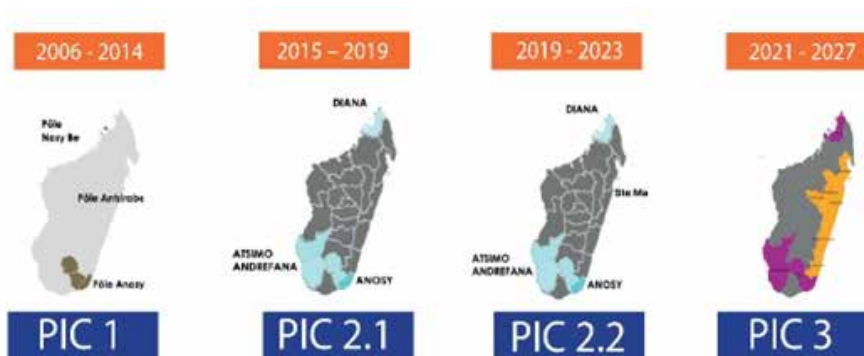 2006 - 2014
2015 – 2019
2019 - 2023
2021 - 2027
Pôle
Nosy Be
Pôle Antsirabe
Pôle Anosy
DIANA
ATSIMO
ANDREFANA
ANOSY
DIANA
Ste Ma
ATSIMO
ANDREFANA
ANOSY
PIC 1
PIC 2.1
PIC 2.2
PIC 3